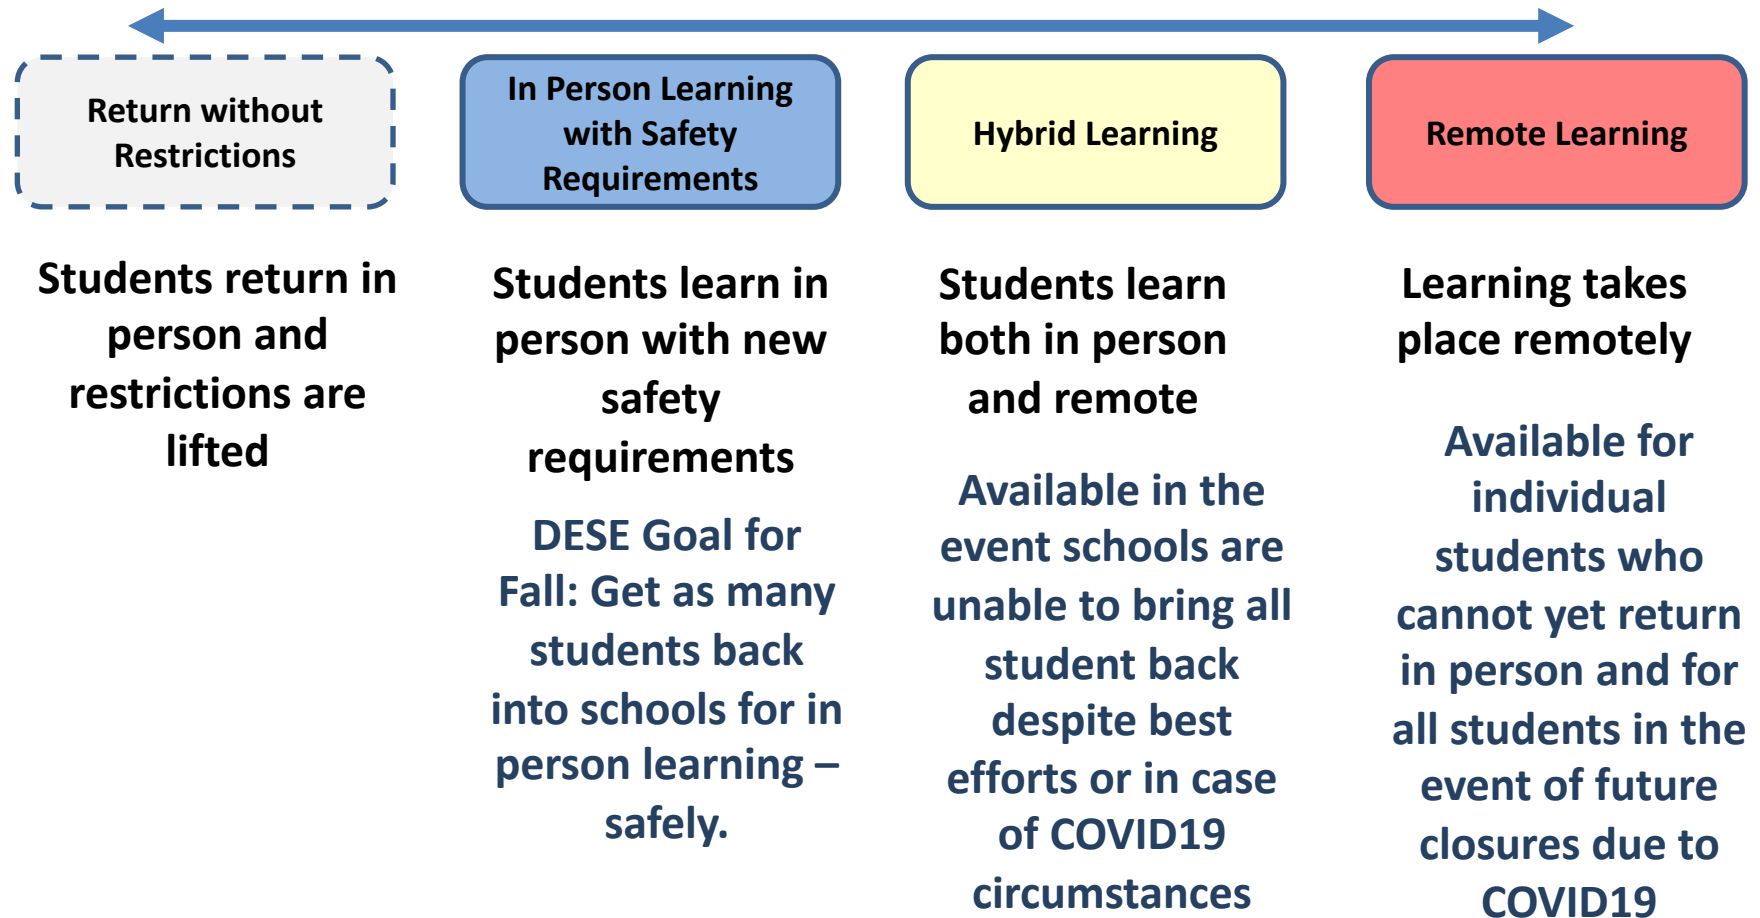 Return without
Restrictions
In Person Learning
with Safety
Requirements
Hybrid Learning
Remote Learning
Students return in
person and
restrictions are
lifted
Students learn in
person with new
safety
requirements
DESE Goal for
Fall: Get as many
students back
into schools for in
person learning –
safely.
Students learn
both in person
and remote
Available in the
event schools are
unable to bring all
student back
despite best
efforts or in case
of COVID19
circumstances
Learning takes
place remotely
Available for
individual
students who
cannot yet return
in person and for
all students in the
event of future
closures due to
COVID19